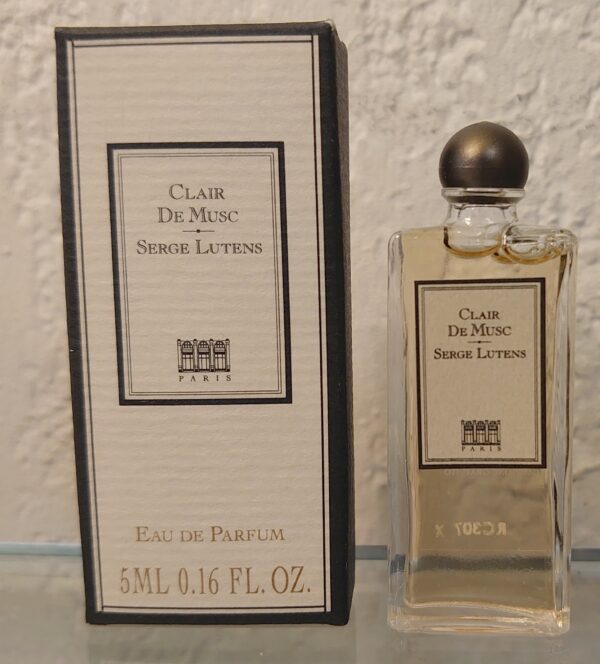 CLAIR
DE MUSC
SERGE LUTENS
PARIS
EAU DE PARFUM
5ML 0.16 FL. OZ.
CLAIR
DE MUSC
SERGE LUTENS
PARIS
RC307 X